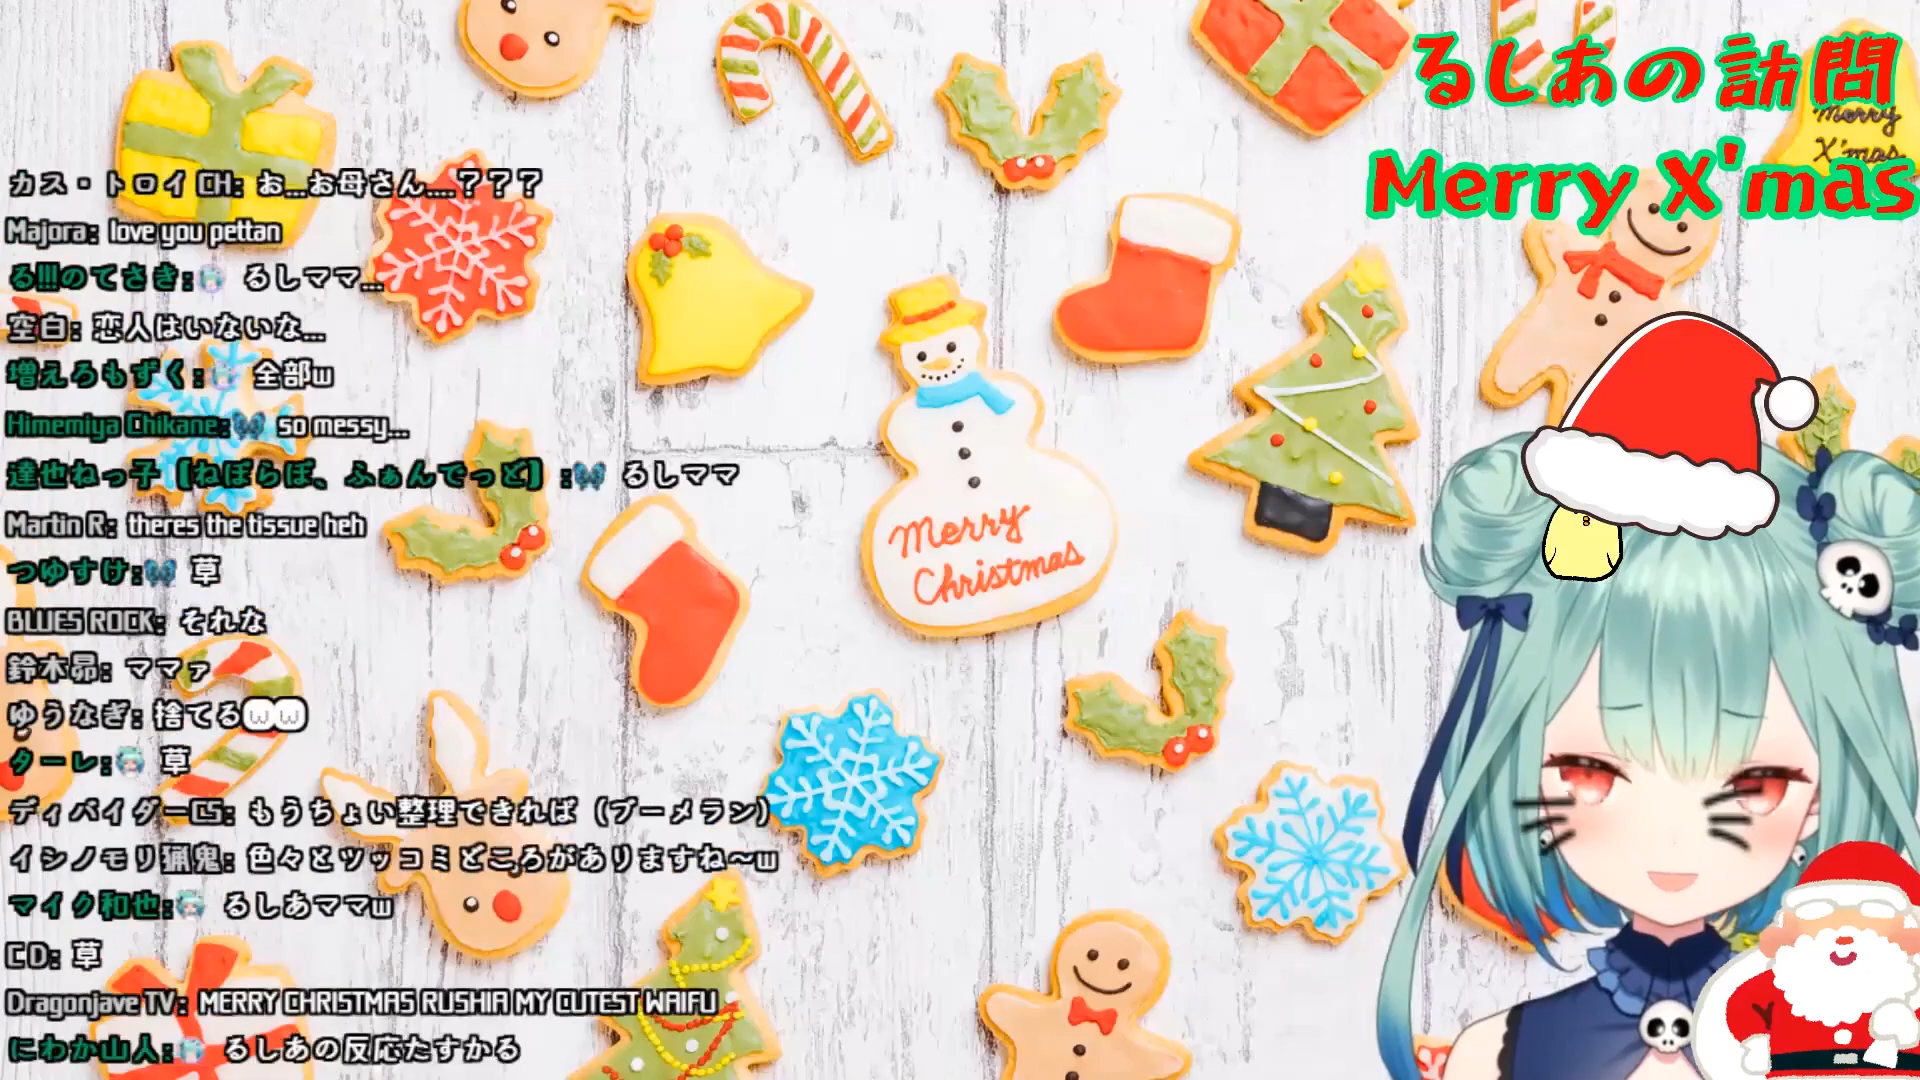 るしあの訪問
Merry X'mas
Merry
X'mas
カス・トロイCH: お...お母さん....？？？
Majora: love you pettan
る!!!!のてさき: るしママ...
空白: 恋人はいないな...
増えろもずく: 全部w
Himemiya Chikane: so messy...
達也ねっ子【ねぽらぼ、ふぁんでっど】: るしママ
Martin R: theres the tissue heh
つゆすけ: 草
BLUES ROCK: それな
鈴木昴: ママァ
ゆうなぎ: 捨てるww
ターレ: 草
ディバイダーCS: もうちょい整理できれば（ブーメラン）
イシノモリ猟鬼: 色々とツッコミどころがありますね～w
マイク和也: るしあママw
CD: 草
Dragonjave TV: MERRY CHRISTMAS RUSHIA MY CUTEST WAIFU
にわか山人: るしあの反応たすかる
Merry
Christmas